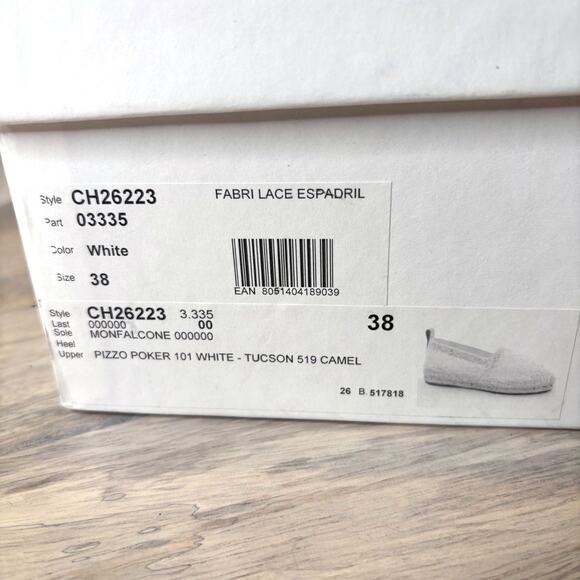 Style CH26223 FABRI LACE ESPADRIL
Part 03335
Color White
Size 38
EAN 8051404189039
Style CH26223 3.335 38
Last 000000 00
Sole MONFALCONE 000000
Heel
Upper PIZZO POKER 101 WHITE - TUCSON 519 CAMEL
26 B. 517818